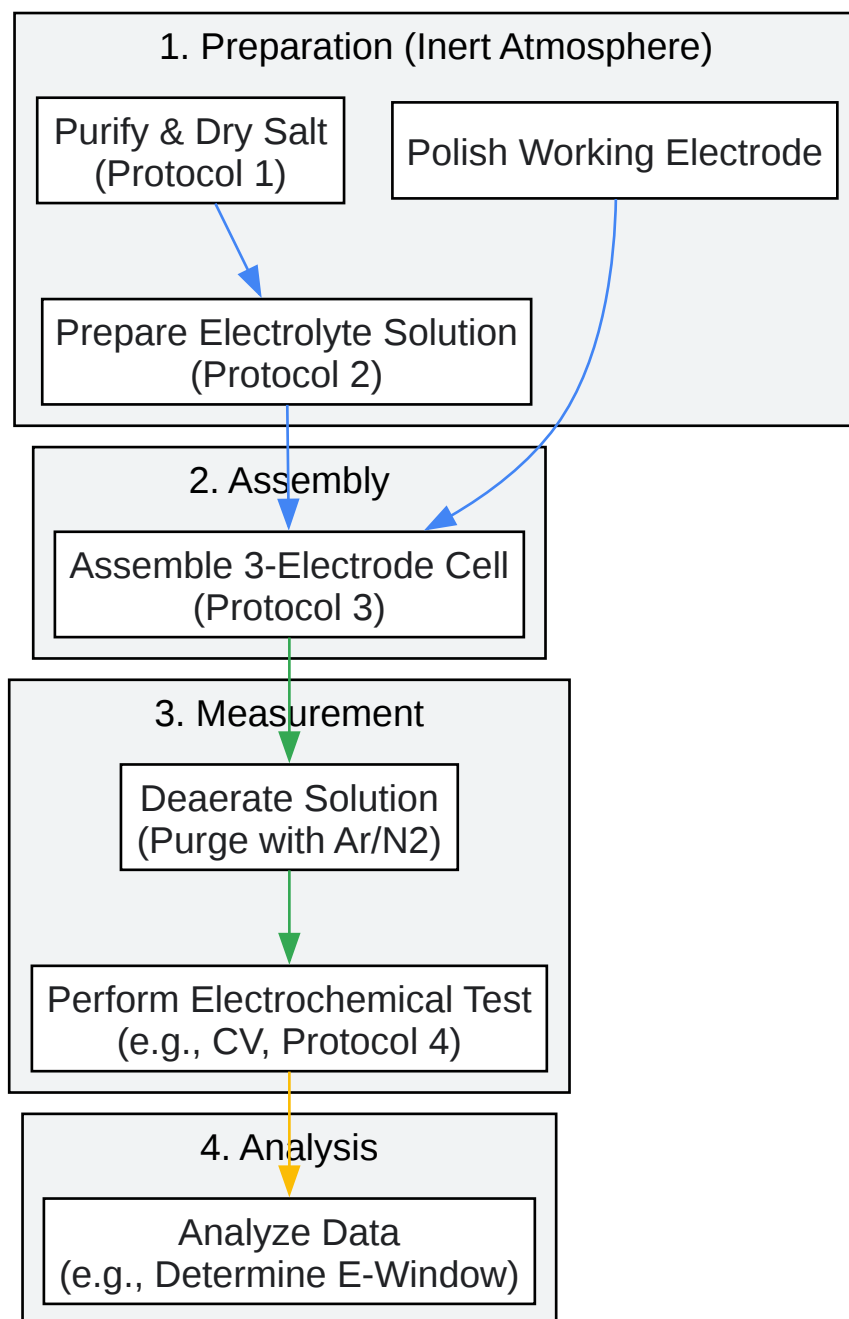 1. Preparation (Inert Atmosphere)
Purify & Dry Salt
(Protocol 1)
Polish Working Electrode
Prepare Electrolyte Solution
(Protocol 2)
2. Assembly
Assemble 3-Electrode Cell
(Protocol 3)
3. Measurement
Deaerate Solution
(Purge with Ar/N2)
Perform Electrochemical Test
(e.g., CV, Protocol 4)
4. Analysis
Analyze Data
(e.g., Determine E-Window)